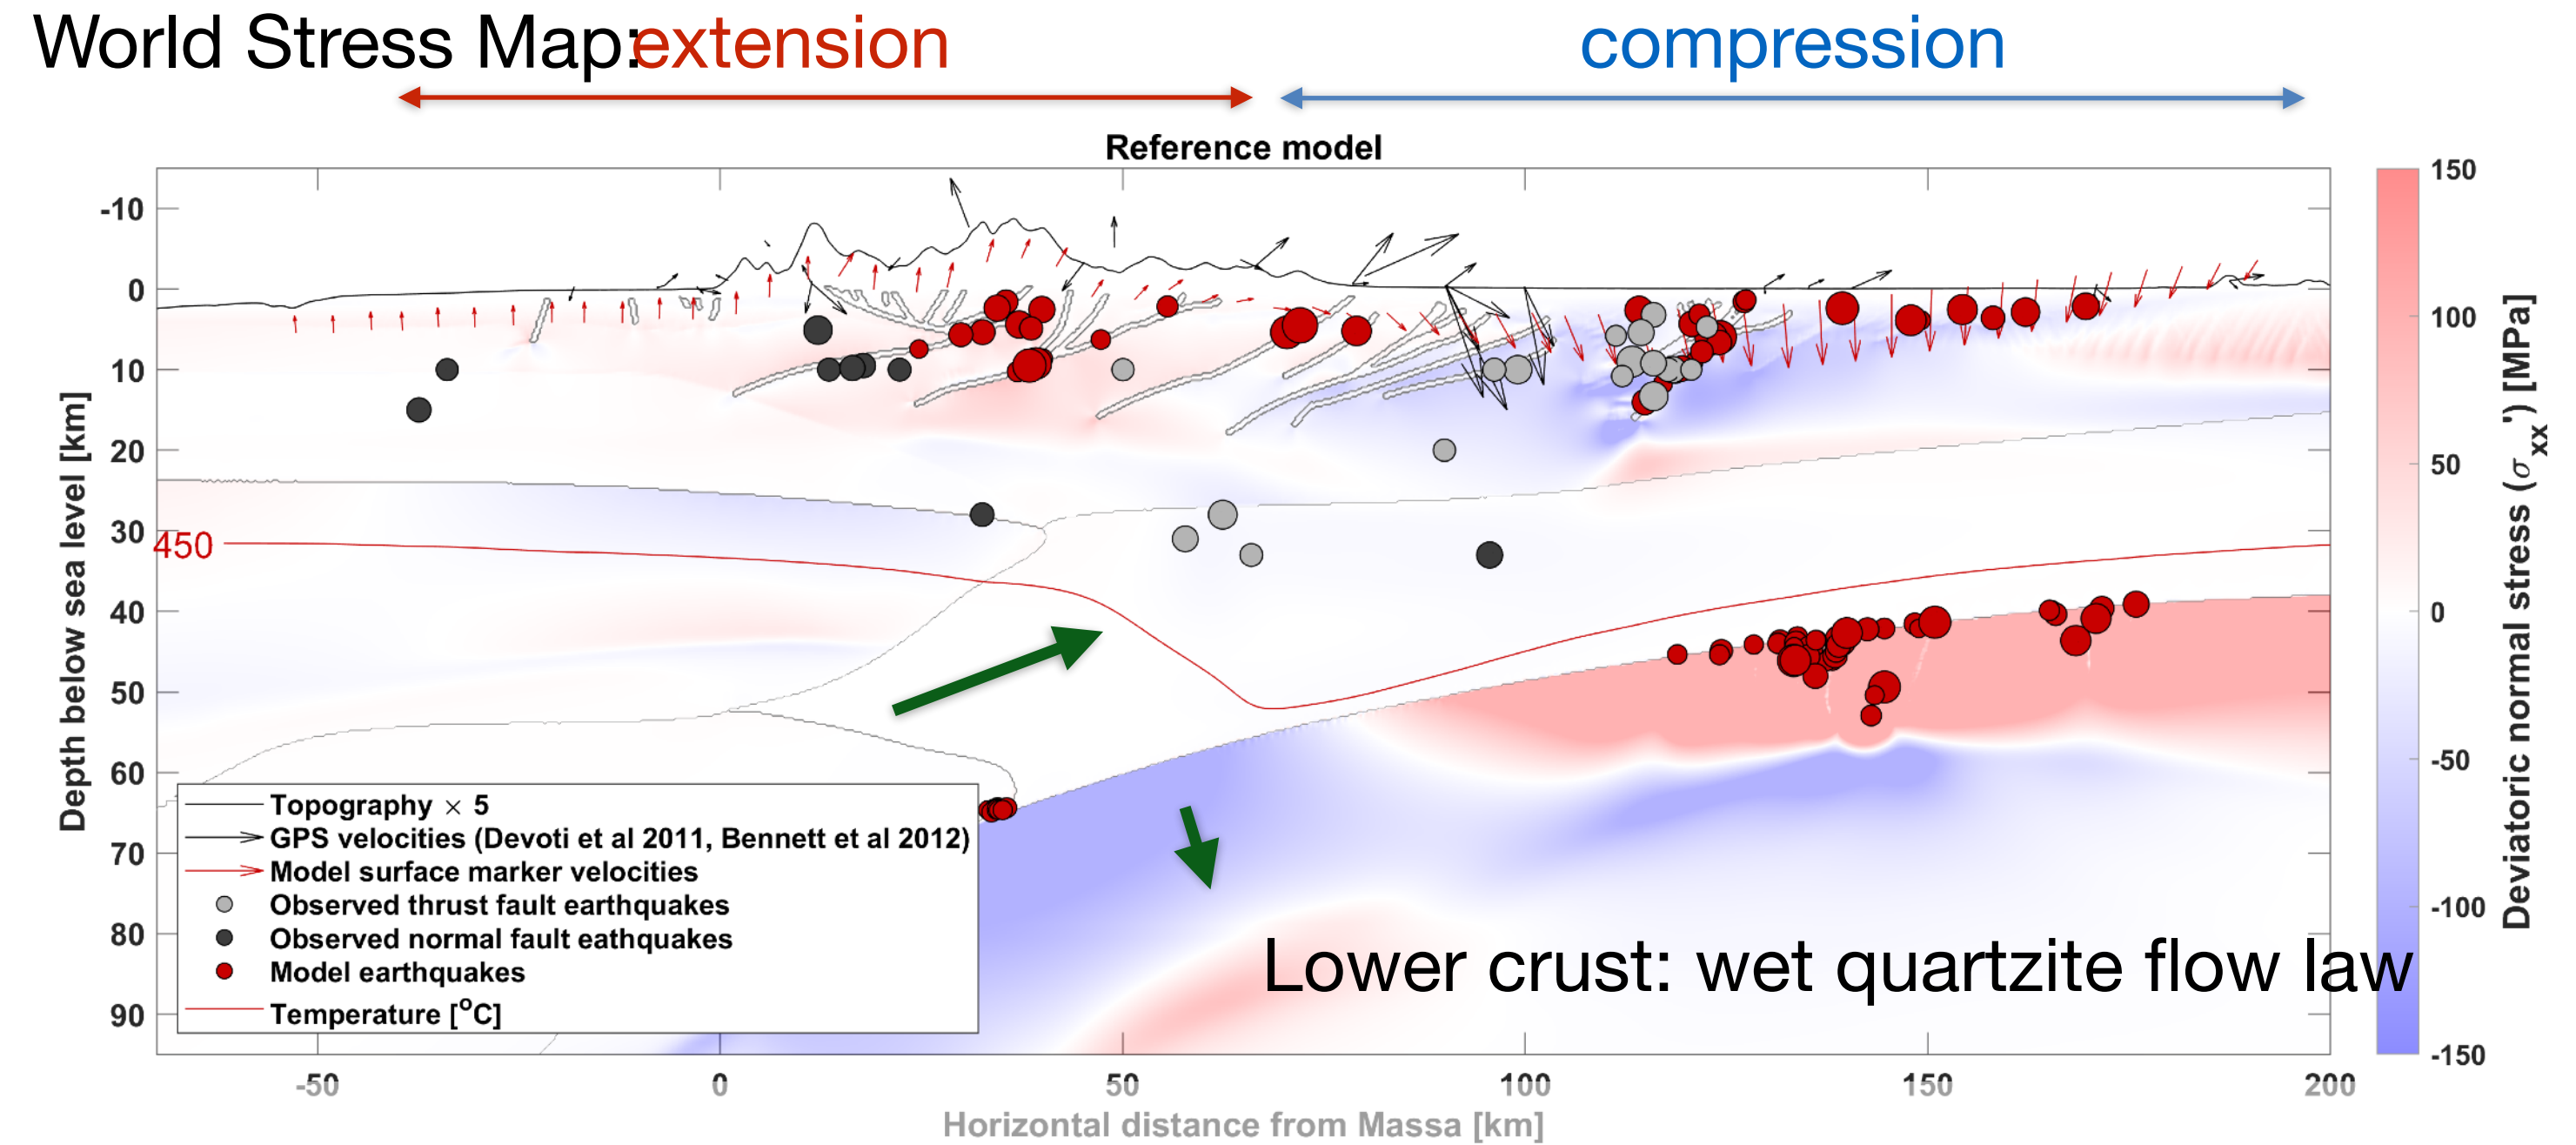 World Stress Map: extension
compression
Reference model
-10
0
10
20
30
40
50
60
70
80
90
Depth below sea level [km]
450
Topography × 5
GPS velocities (Devoti et al 2011, Bennett et al 2012)
Model surface marker velocities
Observed thrust fault earthquakes
Observed normal fault eathquakes
Model earthquakes
Temperature [°C]
Lower crust: wet quartzite flow law
-50
0
50
100
150
200
Horizontal distance from Massa [km]
150
100
50
0
-50
-100
-150
Deviatoric normal stress (σxx') [MPa]